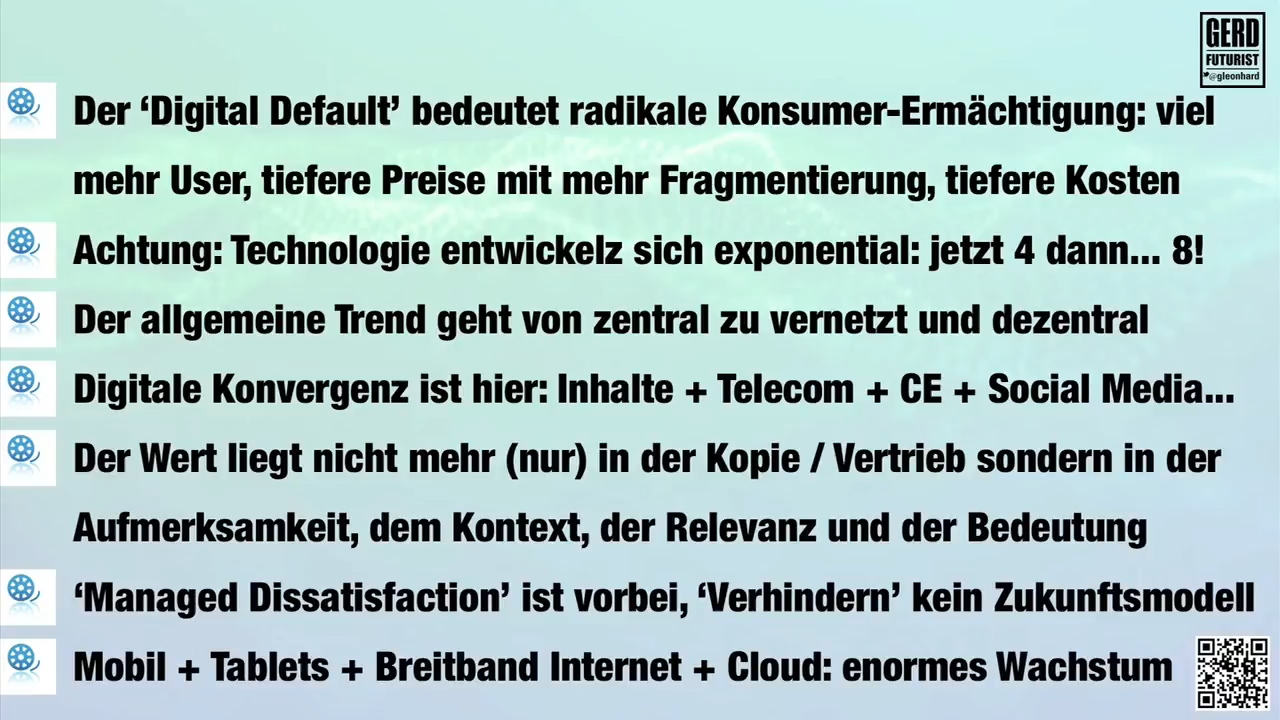 GERD
FUTURIST
@gleonhard
Der ‘Digital Default’ bedeutet radikale Konsumer-Ermächtigung: viel
mehr User, tiefere Preise mit mehr Fragmentierung, tiefere Kosten
Achtung: Technologie entwickelz sich exponential: jetzt 4 dann... 8!
Der allgemeine Trend geht von zentral zu vernetzt und dezentral
Digitale Konvergenz ist hier: Inhalte + Telecom + CE + Social Media...
Der Wert liegt nicht mehr (nur) in der Kopie / Vertrieb sondern in der
Aufmerksamkeit, dem Kontext, der Relevanz und der Bedeutung
‘Managed Dissatisfaction’ ist vorbei, ‘Verhindern’ kein Zukunftsmodell
Mobil + Tablets + Breitband Internet + Cloud: enormes Wachstum